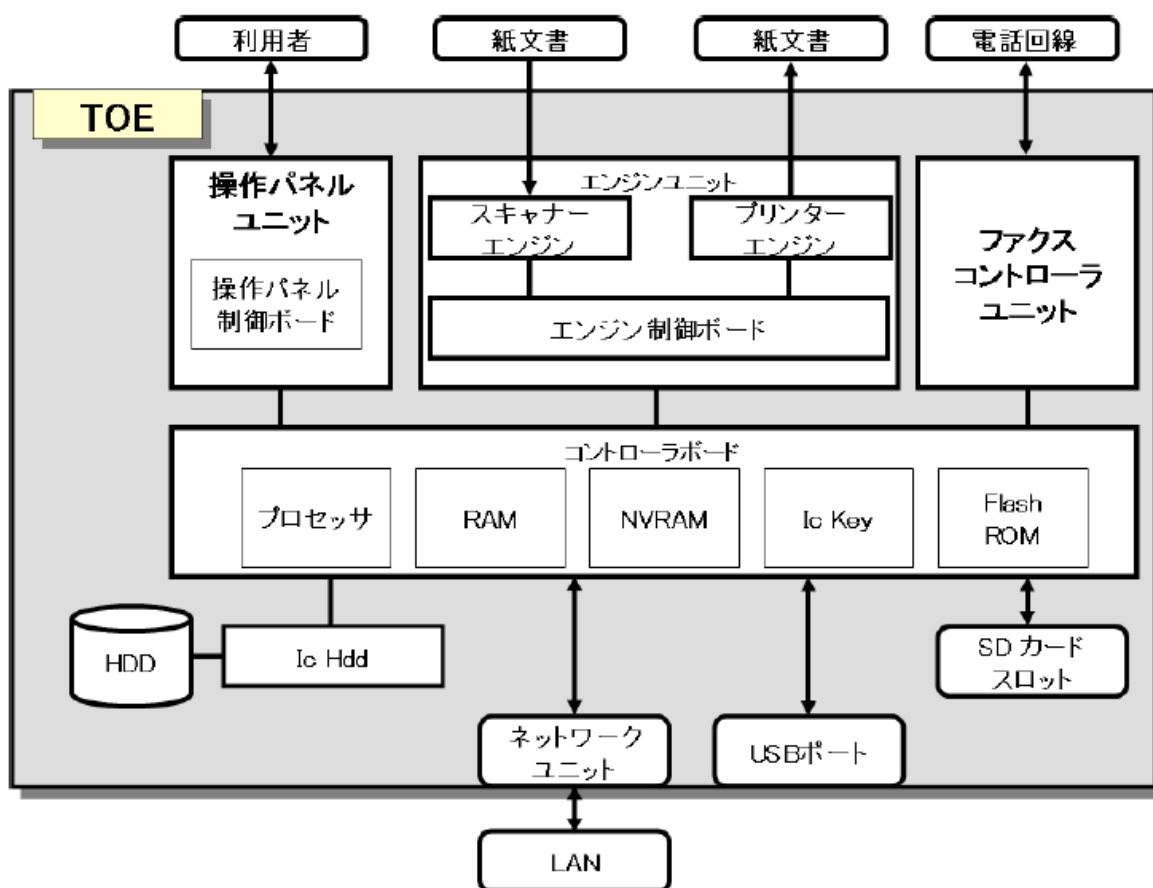 利用者
紙文書
紙文書
電話回線
TOE
操作パネル
ユニット
操作パネル
制御ボード
エンジンユニット
スキャナー
エンジン
プリンター
エンジン
エンジン制御ボード
ファクス
コントローラ
ユニット
コントローラボード
プロセッサ
RAM
NVRAM
Ic Key
Flash
ROM
HDD
Ic Hdd
SD カード
スロット
ネットワーク
ユニット
USBポート
LAN